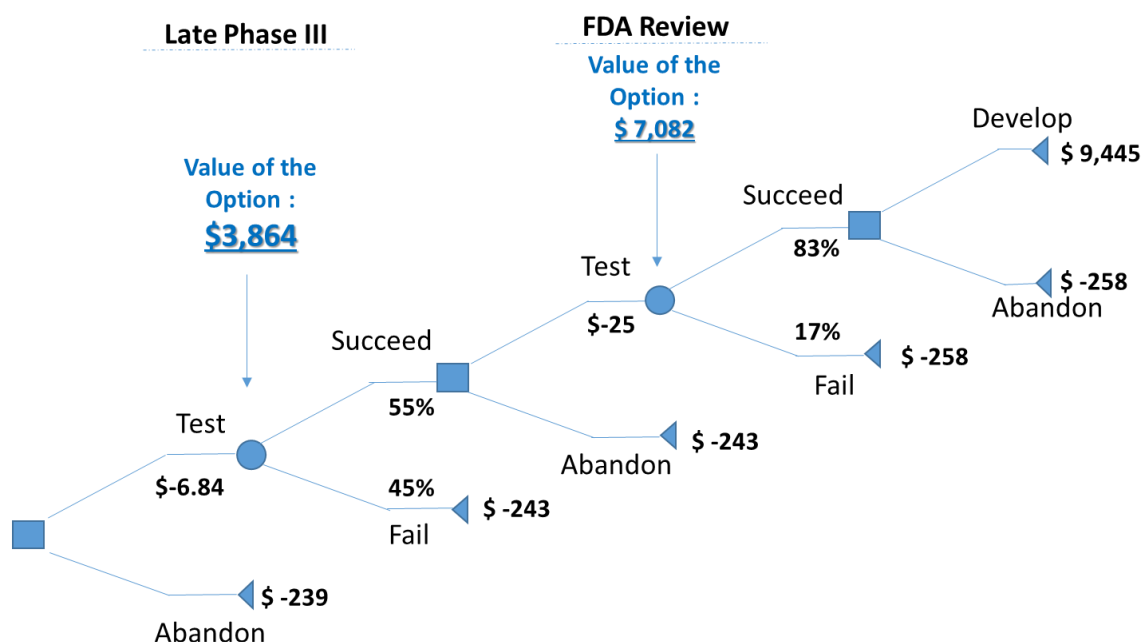 Late Phase III
FDA Review
Value of the
Option :
$ 7,082
Develop
$ 9,445
Value of the
Option :
$3,864
Succeed
83%
Test
$-25
$ -258
Abandon
17%
$ -258
Fail
Succeed
55%
Test
$-6.84
$ -243
Abandon
45%
$ -243
Fail
$ -239
Abandon